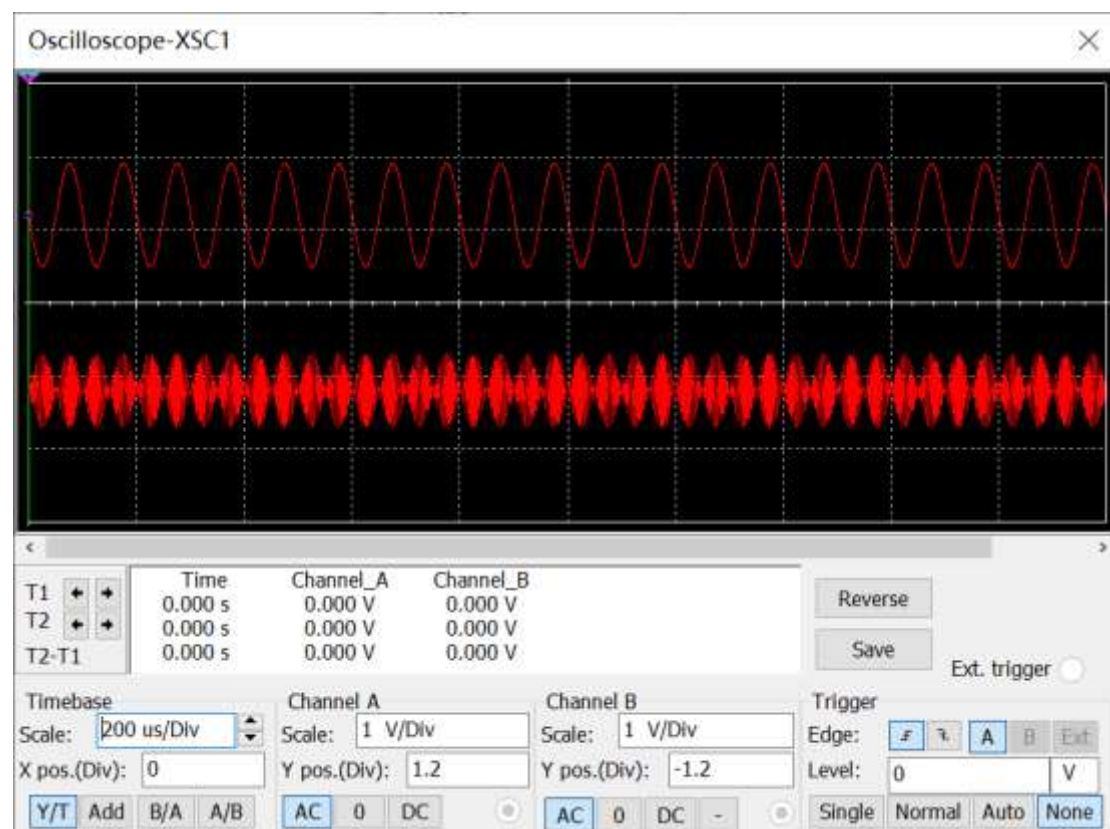 Oscilloscope-XSC1
Time Channel_A Channel_B
T1 0.000 s 0.000 V 0.000 V
T2 0.000 s 0.000 V 0.000 V
T2-T1 0.000 s 0.000 V 0.000 V
Reverse
Save
Ext. trigger
Timebase
Scale: 200 us/Div
X pos.(Div): 0
Y/T Add B/A A/B
Channel A
Scale: 1 V/Div
Y pos.(Div): 1.2
AC 0 DC
Channel B
Scale: 1 V/Div
Y pos.(Div): -1.2
AC 0 DC -
Trigger
Edge: A B Ext
Level: 0 V
Single Normal Auto None